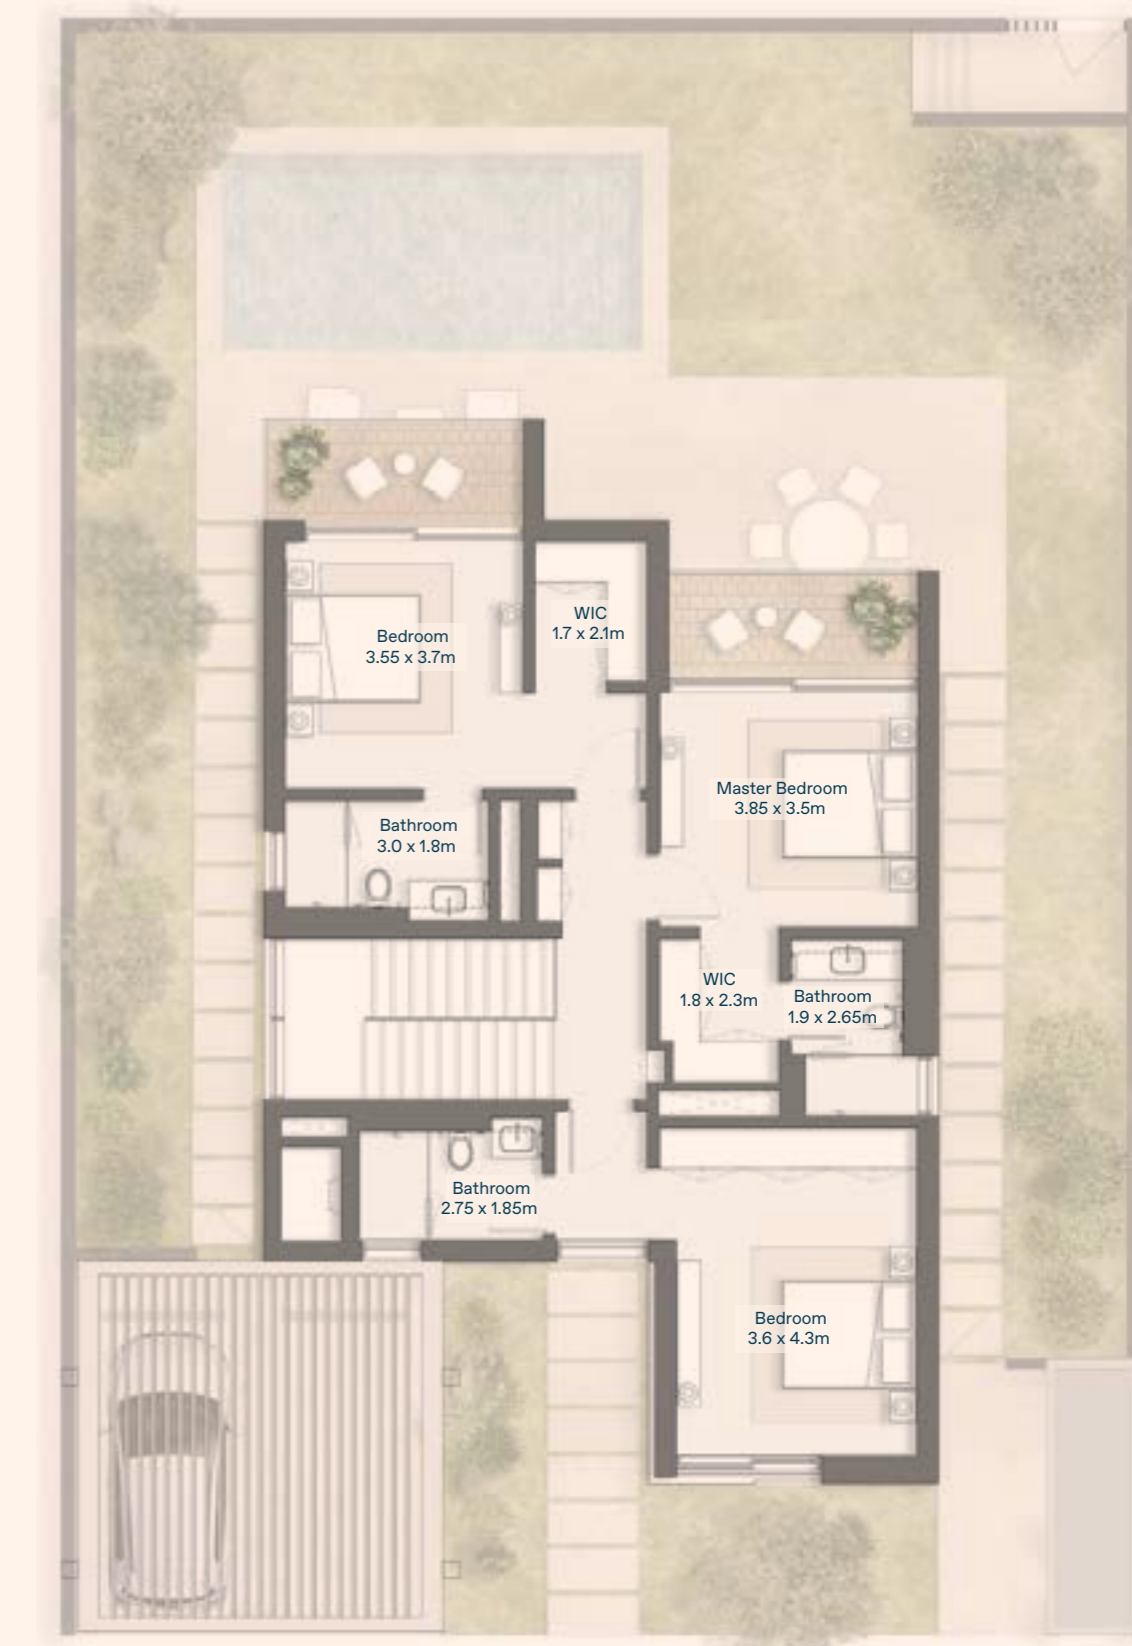 WIC
1.7 x 2.1m
Bedroom
3.55 x 3.7m
Master Bedroom
3.85 x 3.5m
Bathroom
3.0 x 1.8m
WIC
1.8 x 2.3m
Bathroom
1.9 x 2.65m
Bathroom
2.75 x 1.85m
Bedroom
3.6 x 4.3m